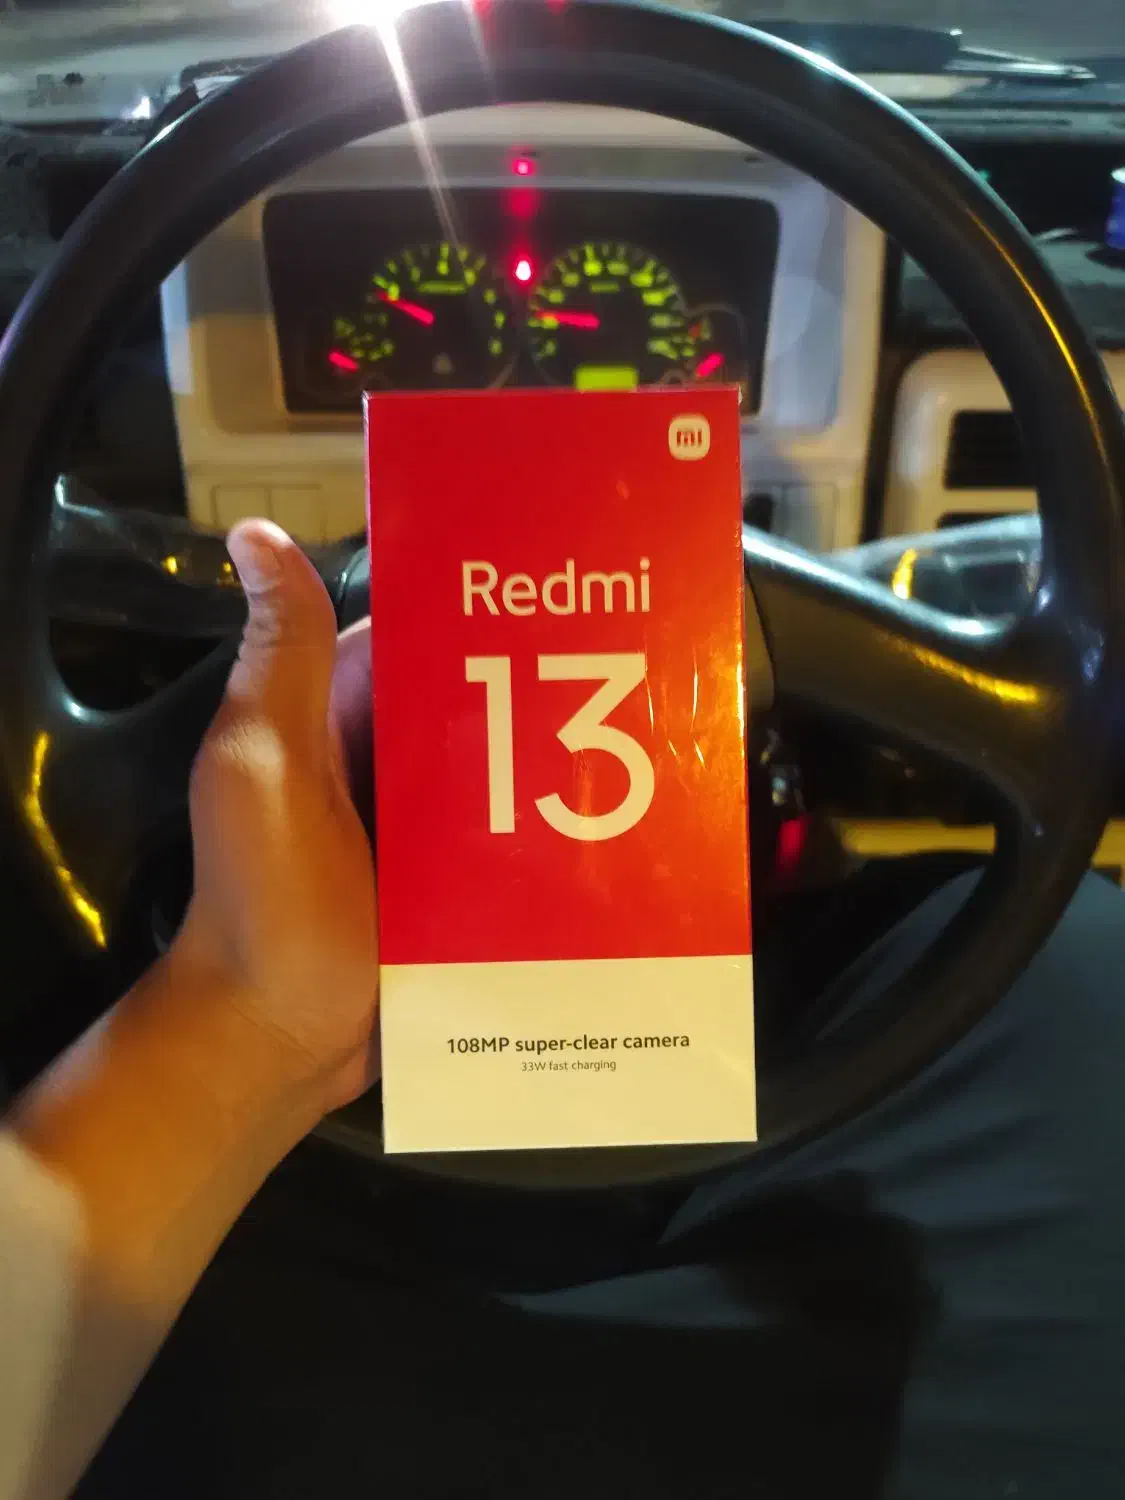 mi
Redmi
13
108MP super-clear camera
33W fast charging